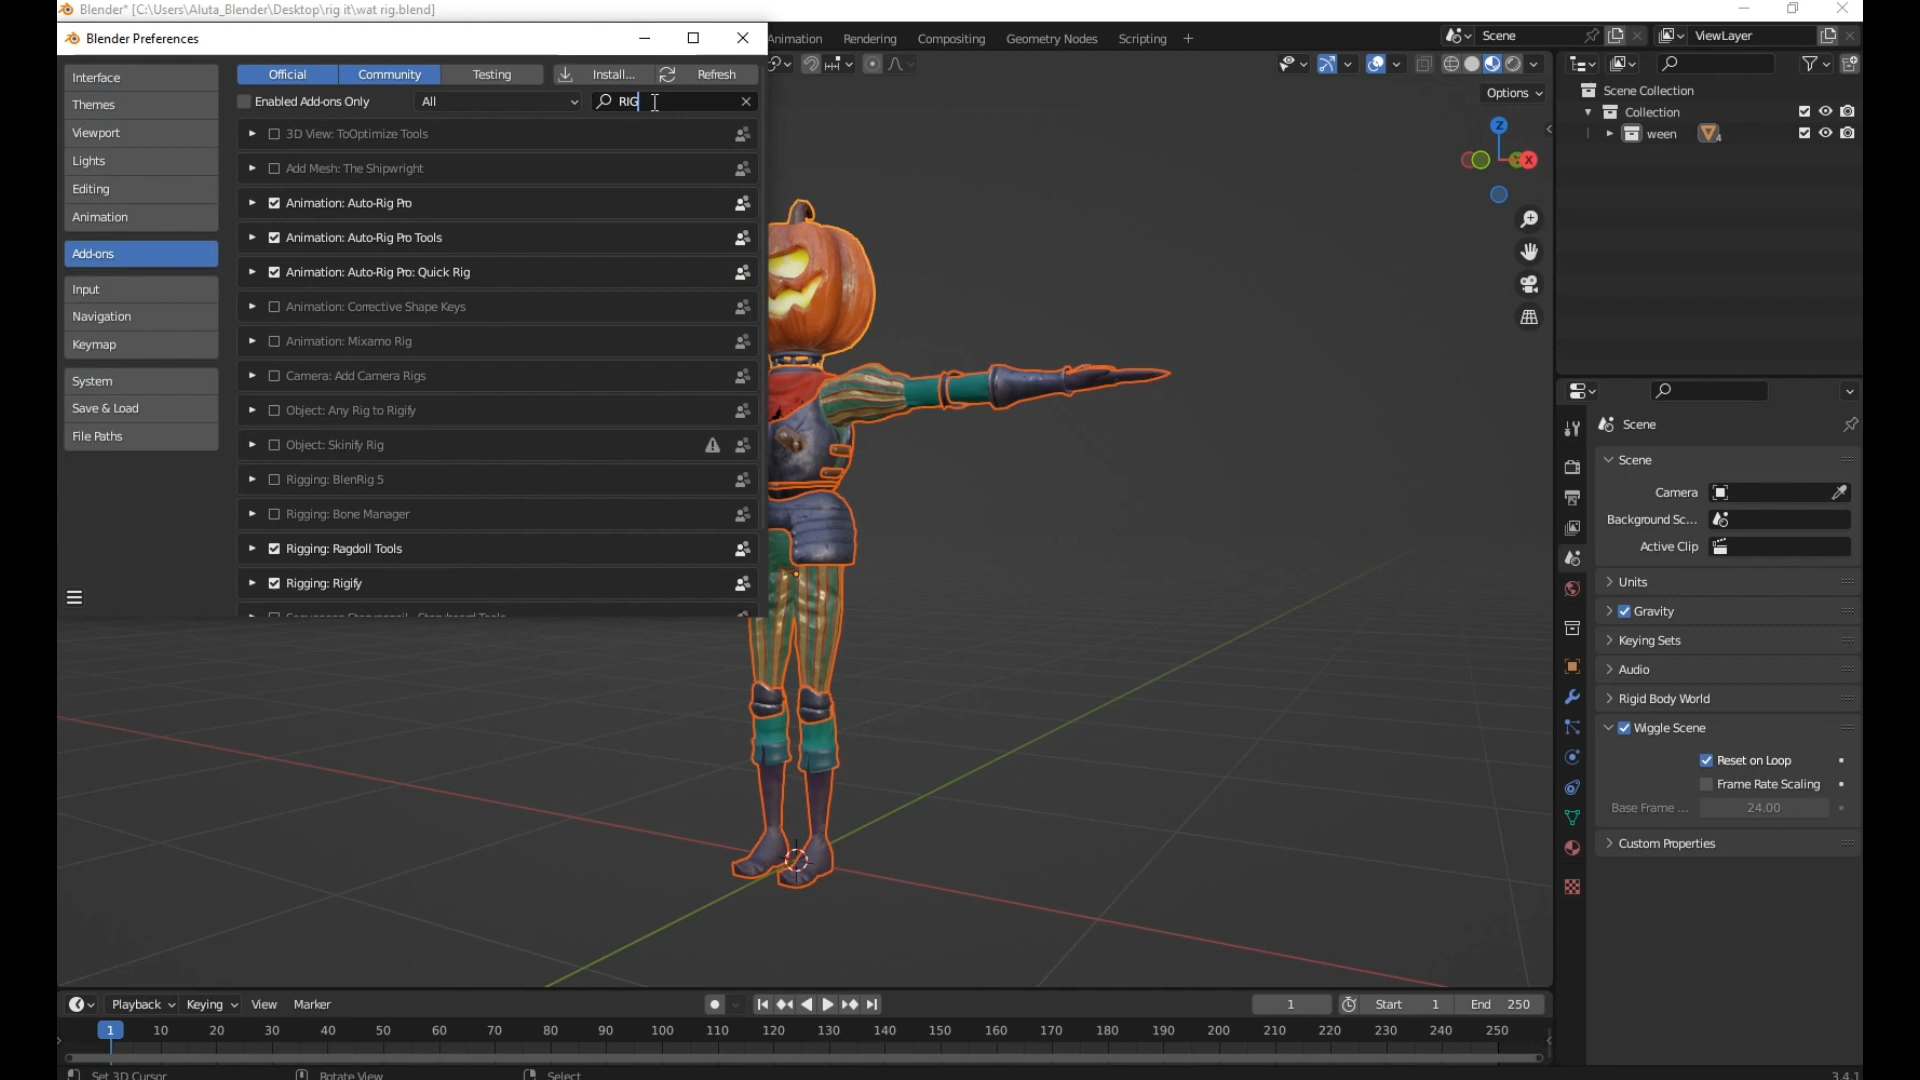 Blender* [C:\Users\Aluta_Blender\Desktop\rig it\wat rig.blend]
Blender Preferences
Animation Rendering Compositing Geometry Nodes Scripting +
Scene
ViewLayer
Interface
Themes
Viewport
Lights
Editing
Animation
Add-ons
Input
Navigation
Keymap
System
Save & Load
File Paths
Official Community Testing Install... Refresh
Enabled Add-ons Only All RIG
3D View: ToOptimize Tools
Add Mesh: The Shipwright
Animation: Auto-Rig Pro
Animation: Auto-Rig Pro Tools
Animation: Auto-Rig Pro: Quick Rig
Animation: Corrective Shape Keys
Animation: Mixamo Rig
Camera: Add Camera Rigs
Object: Any Rig to Rigify
Object: Skinify Rig
Rigging: BlenRig 5
Rigging: Bone Manager
Rigging: Ragdoll Tools
Rigging: Rigify
Options
Z
X
Scene Collection
Collection
ween
4
Scene
Scene
Camera
Background Sc...
Active Clip
Units
Gravity
Keying Sets
Audio
Rigid Body World
Wiggle Scene
Reset on Loop
Frame Rate Scaling
Base Frame ... 24.00
Custom Properties
Playback Keying View Marker
1 Start 1 End 250
1 10 20 30 40 50 60 70 80 90 100 110 120 130 140 150 160 170 180 190 200 210 220 230 240 250
Set 3D Cursor Rotate View Select
3.4.1